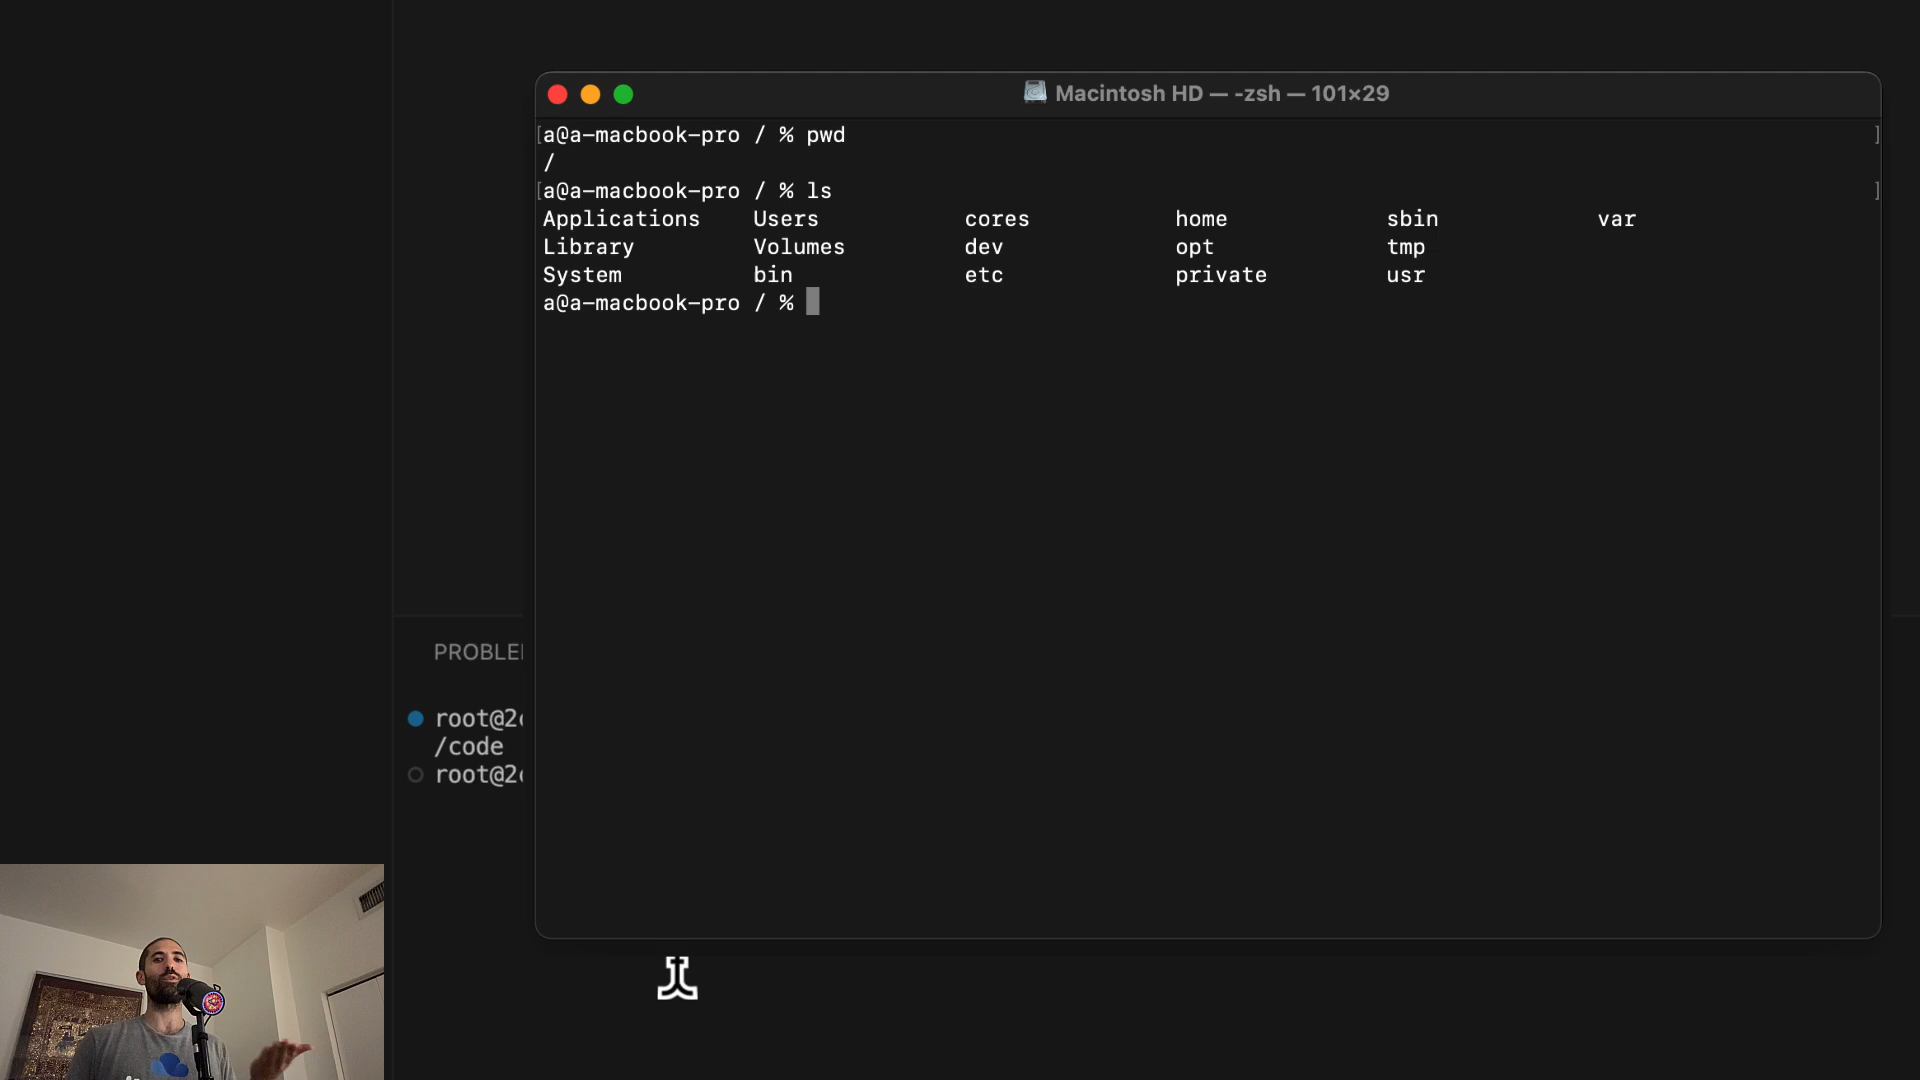 Macintosh HD — -zsh — 101×29
[a@a-macbook-pro / % pwd ]
/
[a@a-macbook-pro / % ls ]
Applications Users cores home sbin var
Library Volumes dev opt tmp
System bin etc private usr
a@a-macbook-pro / %
PROBLE
root@2
/code
root@2